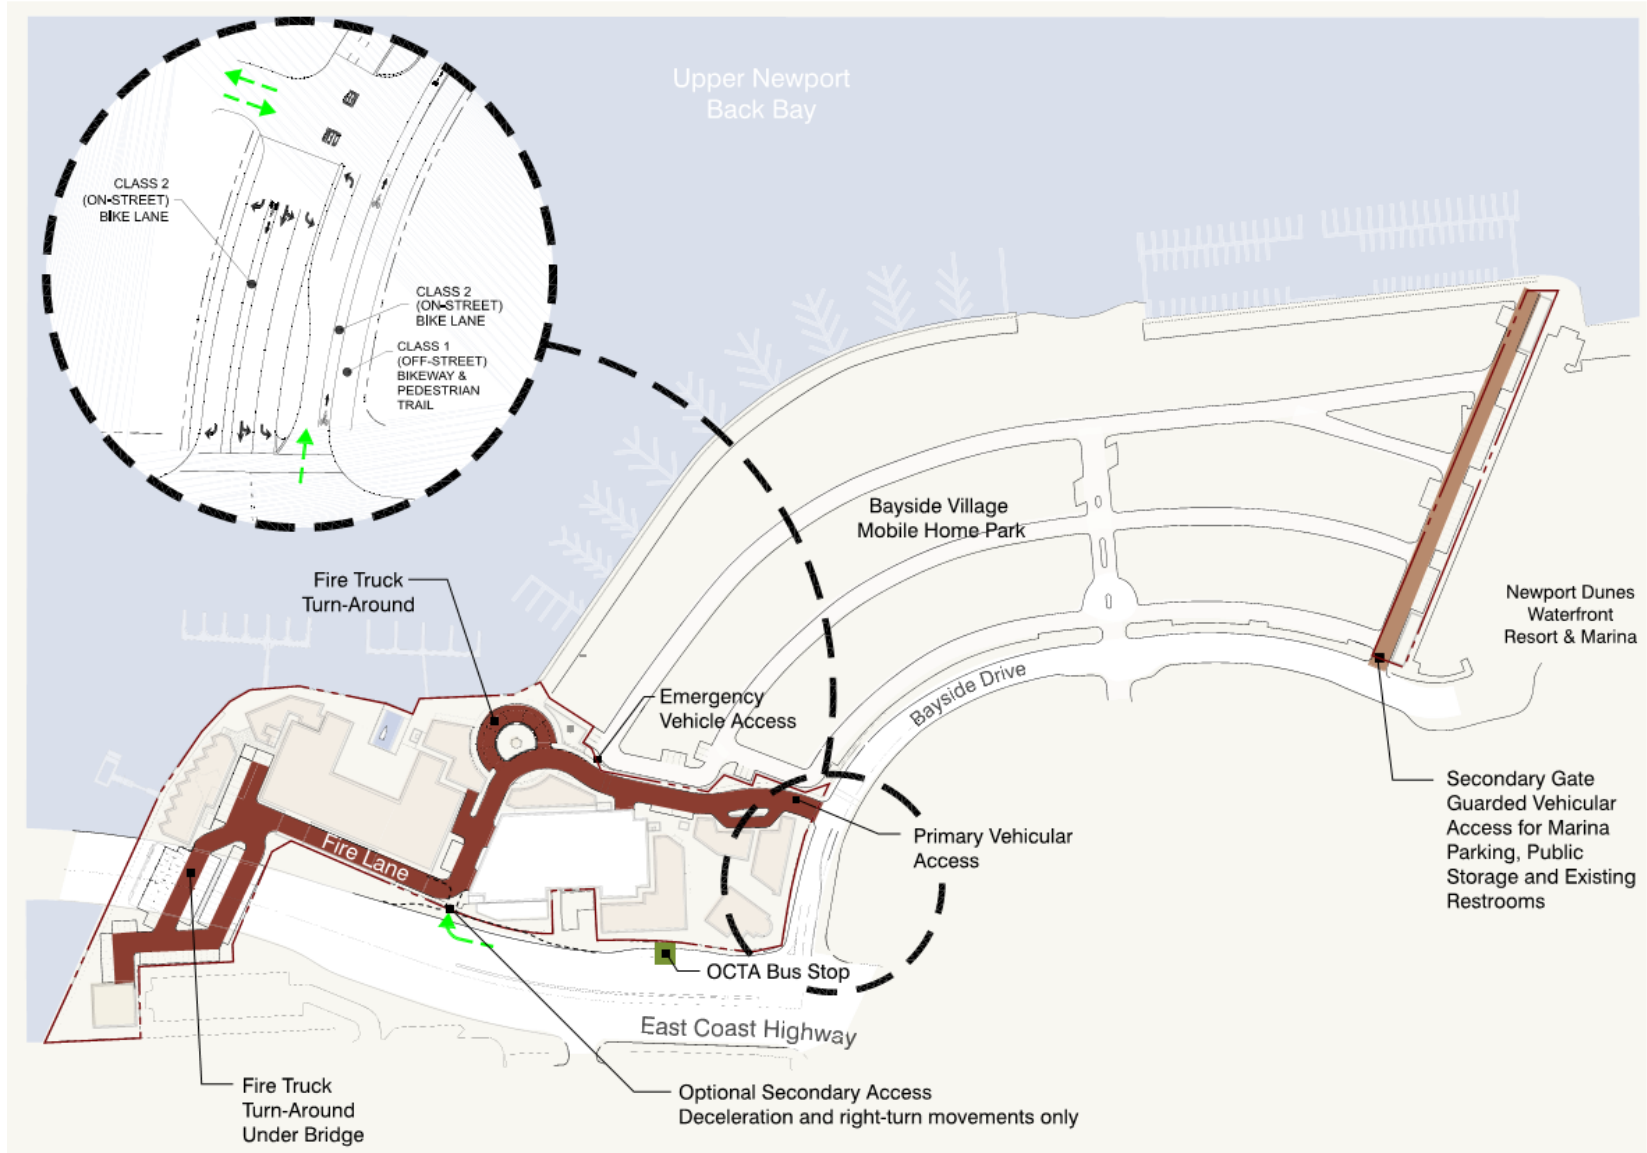 Upper Newport
Back Bay
CLASS 2
(ON-STREET)
BIKE LANE
CLASS 2
(ON-STREET)
BIKE LANE
CLASS 1
(OFF-STREET)
BIKEWAY &
PEDESTRIAN
TRAIL
Bayside Village
Mobile Home Park
Fire Truck
Turn-Around
Newport Dunes
Waterfront
Resort & Marina
Emergency
Vehicle Access
Bayside Drive
Secondary Gate
Guarded Vehicular
Access for Marina
Parking, Public
Storage and Existing
Restrooms
Primary Vehicular
Access
Fire Lane
OCTA Bus Stop
East Coast Highway
Fire Truck
Turn-Around
Under Bridge
Optional Secondary Access
Deceleration and right-turn movements only